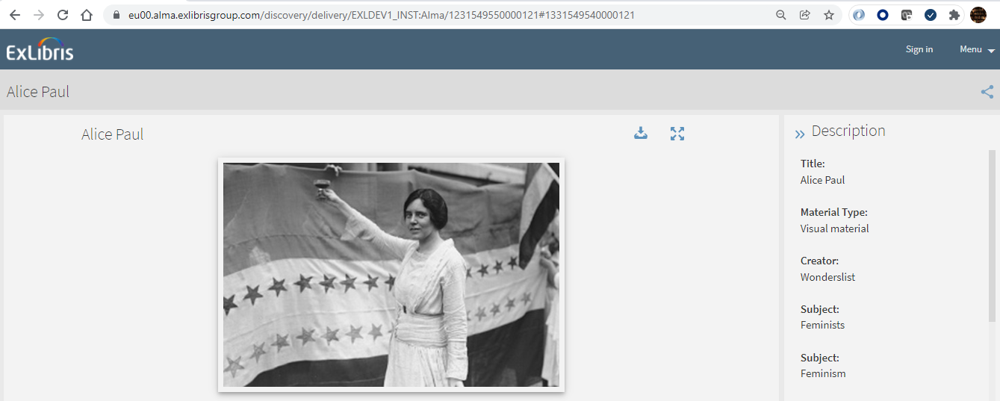 eu00.alma.exlibrisgroup.com/discovery/delivery/EXLDEV1_INST:Alma/1231549550000121#1331549540000121
ExLibris
Sign in
Menu
Alice Paul
Alice Paul
Description
Title:
Alice Paul
Material Type:
Visual material
Creator:
Wonderslist
Subject:
Feminists
Subject:
Feminism